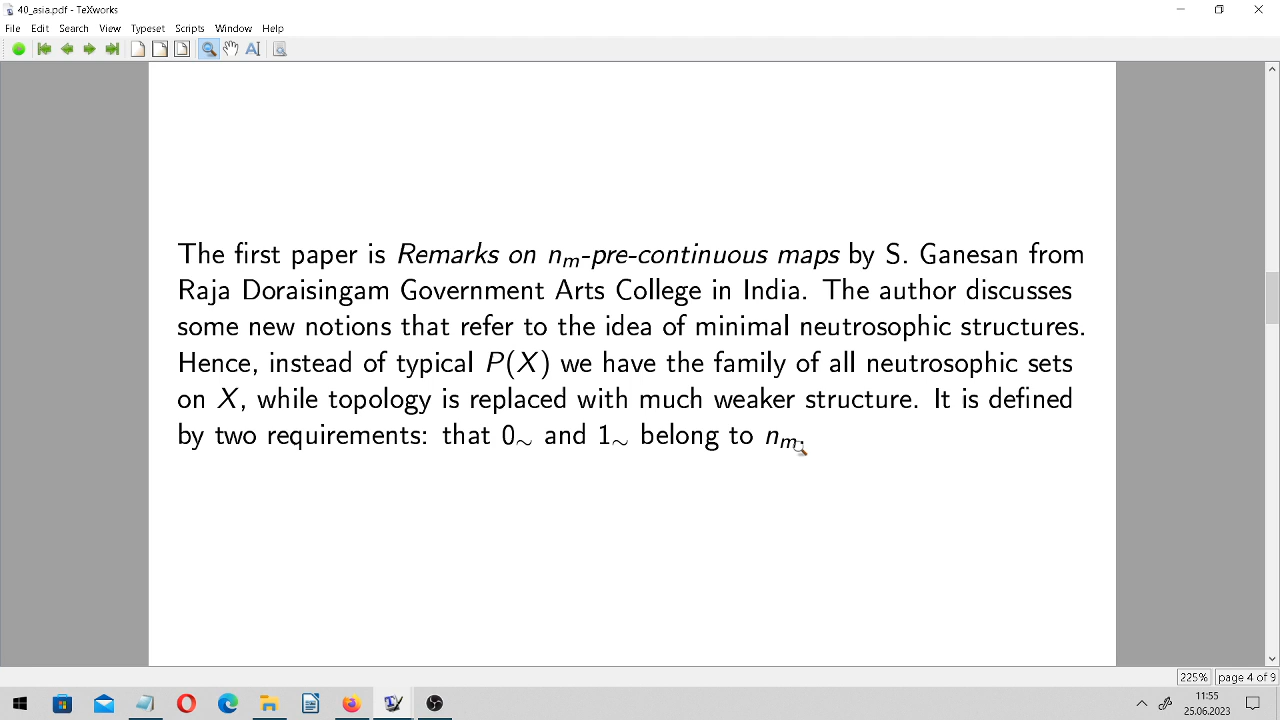 40_asia.pdf - TeXworks
File Edit Search View Typeset Scripts Window Help
The first paper is Remarks on nₘ-pre-continuous maps by S. Ganesan from
Raja Doraisingam Government Arts College in India. The author discusses
some new notions that refer to the idea of minimal neutrosophic structures.
Hence, instead of typical P(X) we have the family of all neutrosophic sets
on X, while topology is replaced with much weaker structure. It is defined
by two requirements: that 0∼ and 1∼ belong to nₘ.
225% page 4 of 9
11:55
25.06.2023